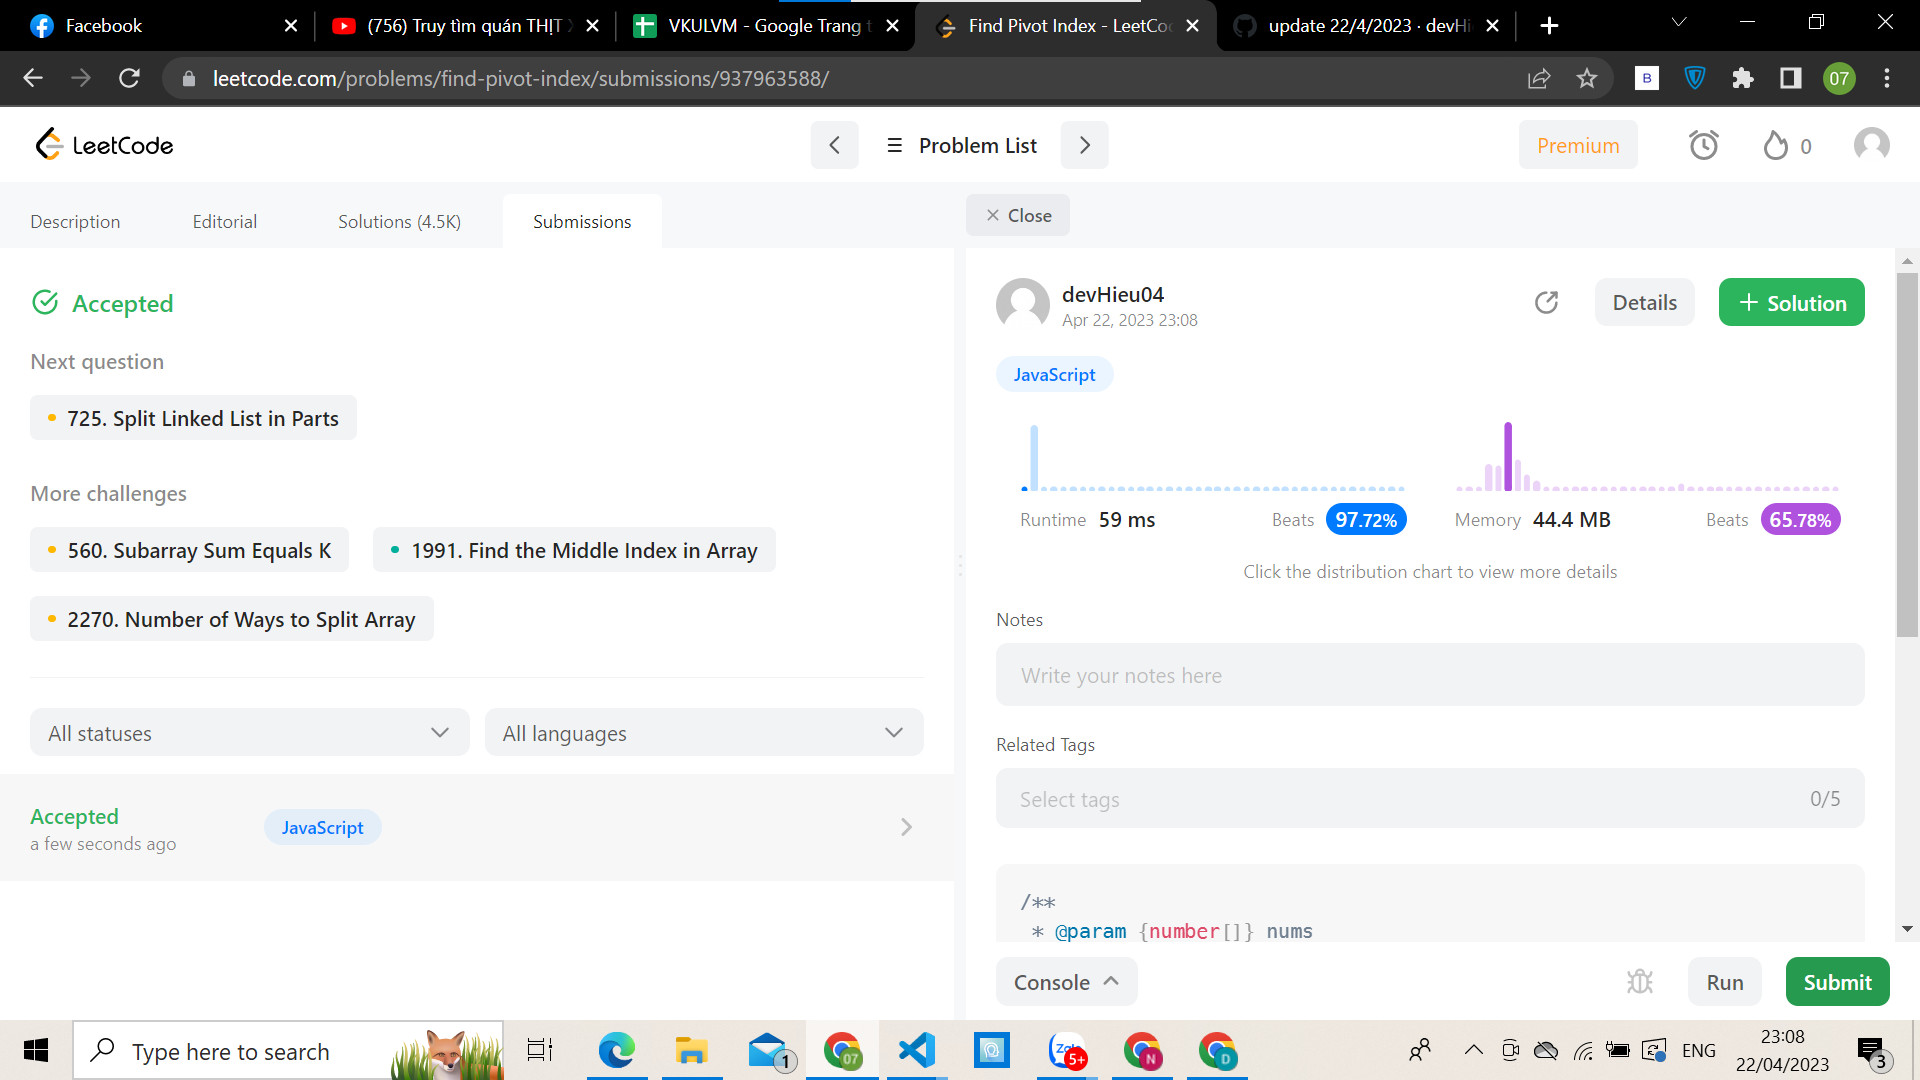 Facebook
(756) Truy tìm quán THỊT
VKULVM - Google Trang t
Find Pivot Index - LeetCo
update 22/4/2023 · devHi
leetcode.com/problems/find-pivot-index/submissions/937963588/
B
07
LeetCode
Problem List
Premium
0
Description
Editorial
Solutions (4.5K)
Submissions
Close
Accepted
Next question
725. Split Linked List in Parts
More challenges
560. Subarray Sum Equals K
1991. Find the Middle Index in Array
2270. Number of Ways to Split Array
All statuses
All languages
Accepted
a few seconds ago
JavaScript
devHieu04
Apr 22, 2023 23:08
Details
+ Solution
JavaScript
Runtime 59 ms
Beats 97.72%
Memory 44.4 MB
Beats 65.78%
Click the distribution chart to view more details
Notes
Write your notes here
Related Tags
Select tags
0/5
/**
* @param {number[]} nums
Console
Run
Submit
Type here to search
1
07
5+
N
D
ENG
23:08
22/04/2023
3